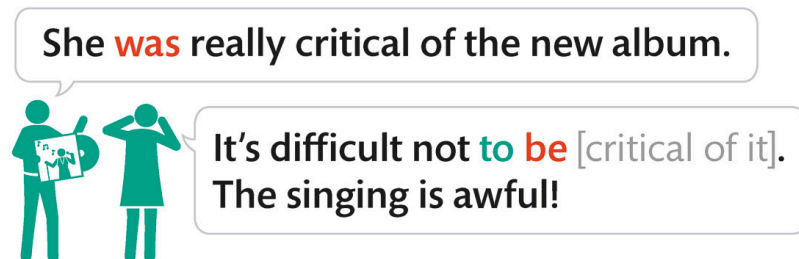 She was really critical of the new album.
It’s difficult not to be [critical of it].
The singing is awful!